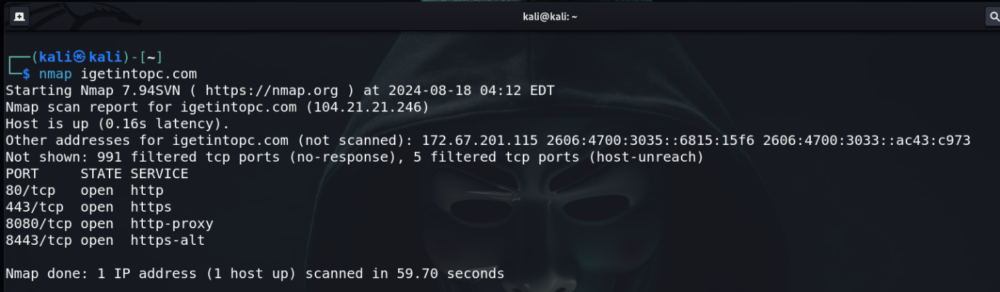 kali@kali: ~
┌──(kali㉿kali)-[~]
└─$ nmap igetintopc.com
Starting Nmap 7.94SVN ( https://nmap.org ) at 2024-08-18 04:12 EDT
Nmap scan report for igetintopc.com (104.21.21.246)
Host is up (0.16s latency).
Other addresses for igetintopc.com (not scanned): 172.67.201.115 2606:4700:3035::6815:15f6 2606:4700:3033::ac43:c973
Not shown: 991 filtered tcp ports (no-response), 5 filtered tcp ports (host-unreach)
PORT     STATE SERVICE
80/tcp   open  http
443/tcp  open  https
8080/tcp open  http-proxy
8443/tcp open  https-alt
Nmap done: 1 IP address (1 host up) scanned in 59.70 seconds